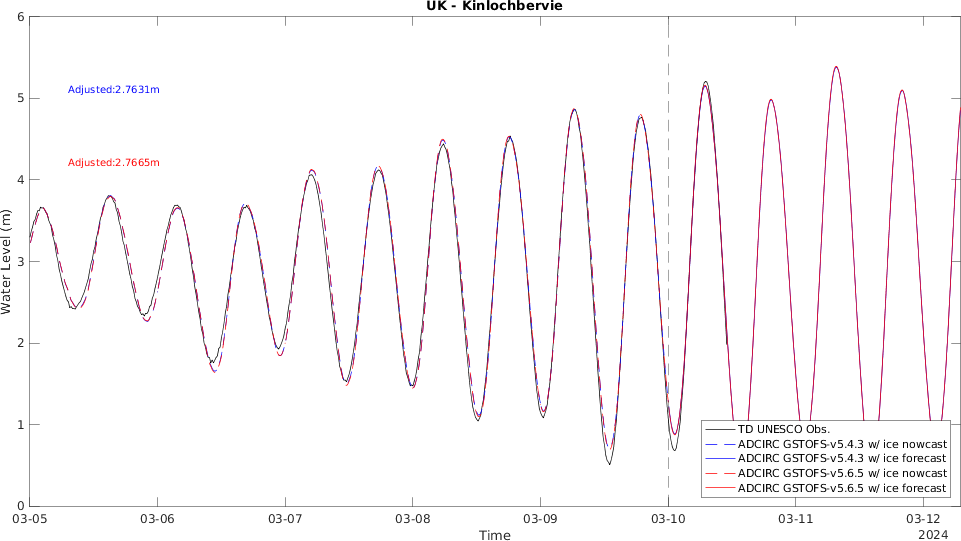 UK - Kinlochbervie
6
5
4
3
2
1
0
Water Level (m)
Adjusted:2.7631m
Adjusted:2.7665m
TD UNESCO Obs.
ADCIRC GSTOFS-v5.4.3 w/ ice nowcast
ADCIRC GSTOFS-v5.4.3 w/ ice forecast
ADCIRC GSTOFS-v5.6.5 w/ ice nowcast
ADCIRC GSTOFS-v5.6.5 w/ ice forecast
03-05 03-06 03-07 03-08 03-09 03-10 03-11 03-12
Time
2024